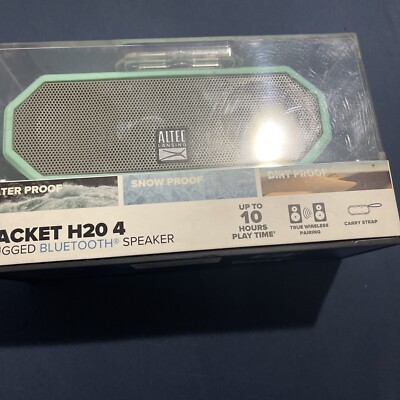 ALTEC
LANSING
TER PROOF
SNOW PROOF
DIRT PROOF
ACKET H20 4
GGED BLUETOOTH® SPEAKER
UP TO
10
HOURS
PLAY TIME*
TRUE WIRELESS
PAIRING
CARRY STRAP